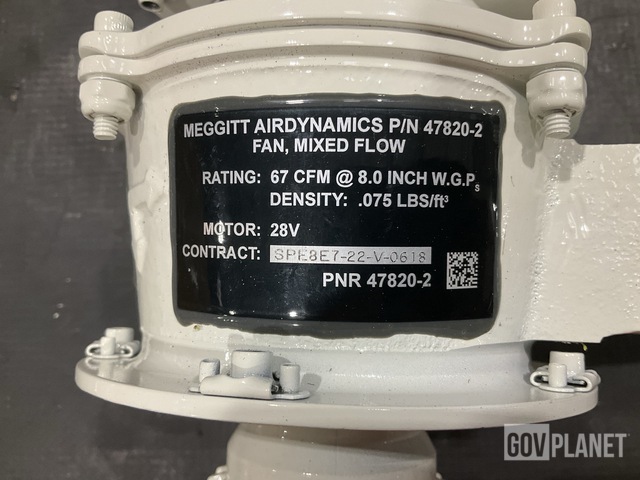 MEGGITT AIRDYNAMICS P/N 47820-2
FAN, MIXED FLOW
RATING: 67 CFM @ 8.0 INCH W.G.Ps
DENSITY: .075 LBS/ft³
MOTOR: 28V
CONTRACT: SPE8E7-22-V-0618
PNR 47820-2
GOVPLANET